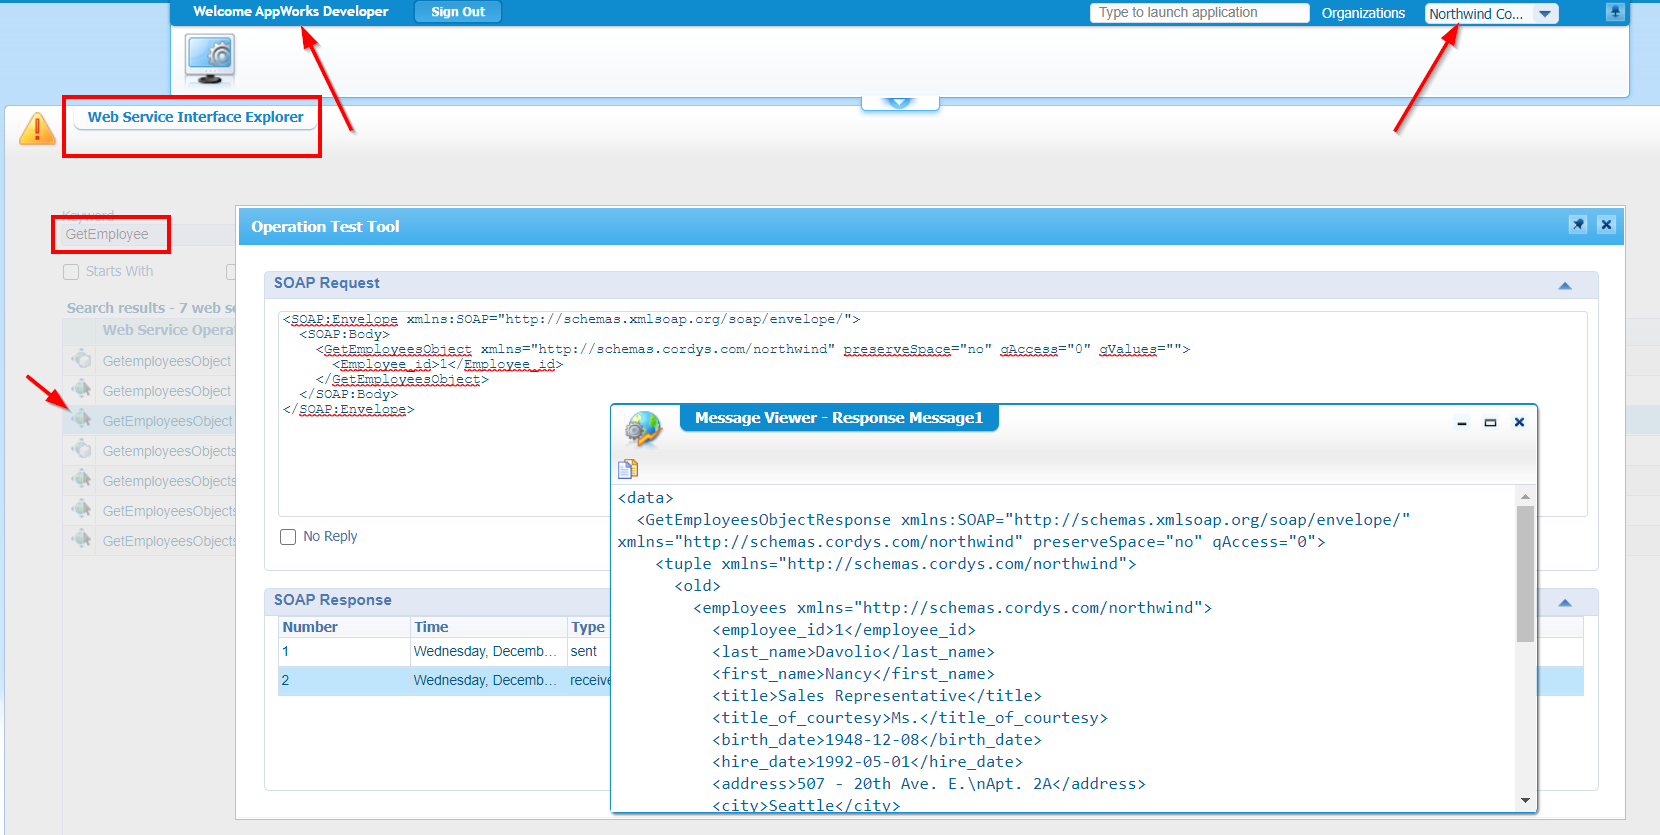 Welcome AppWorks Developer
Sign Out
Type to launch application
Organizations
Northwind Co...
Web Service Interface Explorer
Keyword
GetEmployee
Starts With
Search results - 7 web se
Web Service Opera
GetemployeesObject
GetemployeesObject
GetEmployeesObject
GetemployeesObjects
GetemployeesObjects
GetEmployeesObjects
GetEmployeesObjects
Operation Test Tool
SOAP Request
<SOAP:Envelope xmlns:SOAP="http://schemas.xmlsoap.org/soap/envelope/">
<SOAP:Body>
<GetEmployeesObject xmlns="http://schemas.cordys.com/northwind" preserveSpace="no" qAccess="0" qValues="">
<Employee_id>1</Employee_id>
</GetEmployeesObject>
</SOAP:Body>
</SOAP:Envelope>
No Reply
SOAP Response
Number Time Type
1 Wednesday, Decemb... sent
2 Wednesday, Decemb... receive
Message Viewer - Response Message1
<data>
<GetEmployeesObjectResponse xmlns:SOAP="http://schemas.xmlsoap.org/soap/envelope/"
xmlns="http://schemas.cordys.com/northwind" preserveSpace="no" qAccess="0">
<tuple xmlns="http://schemas.cordys.com/northwind">
<old>
<employees xmlns="http://schemas.cordys.com/northwind">
<employee_id>1</employee_id>
<last_name>Davolio</last_name>
<first_name>Nancy</first_name>
<title>Sales Representative</title>
<title_of_courtesy>Ms.</title_of_courtesy>
<birth_date>1948-12-08</birth_date>
<hire_date>1992-05-01</hire_date>
<address>507 - 20th Ave. E.\nApt. 2A</address>
<city>Seattle</city>